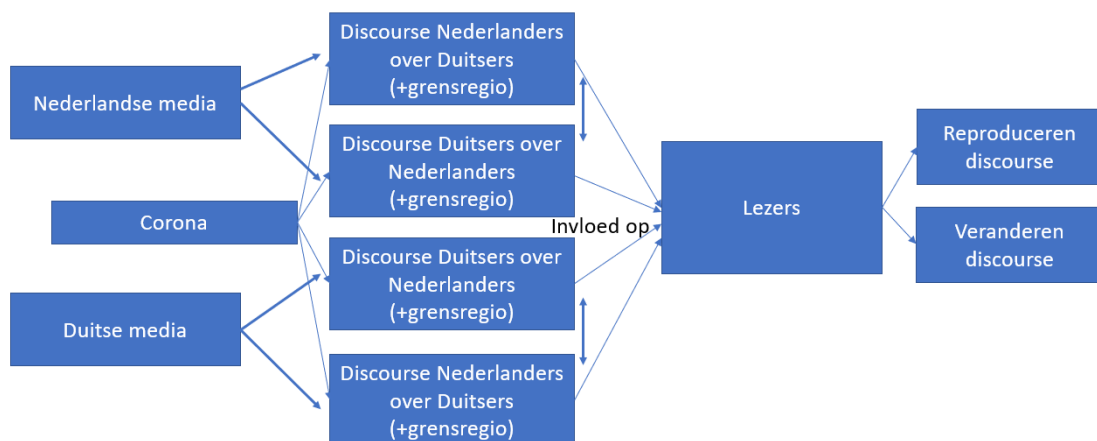 Nederlandse media
Corona
Duitse media
Discourse Nederlanders
over Duitsers
(+grensregio)
Discourse Duitsers over
Nederlanders
(+grensregio)
Discourse Duitsers over
Nederlanders
(+grensregio)
Discourse Nederlanders
over Duitsers
(+grensregio)
Invloed op
Lezers
Reproduceren
discourse
Veranderen
discourse